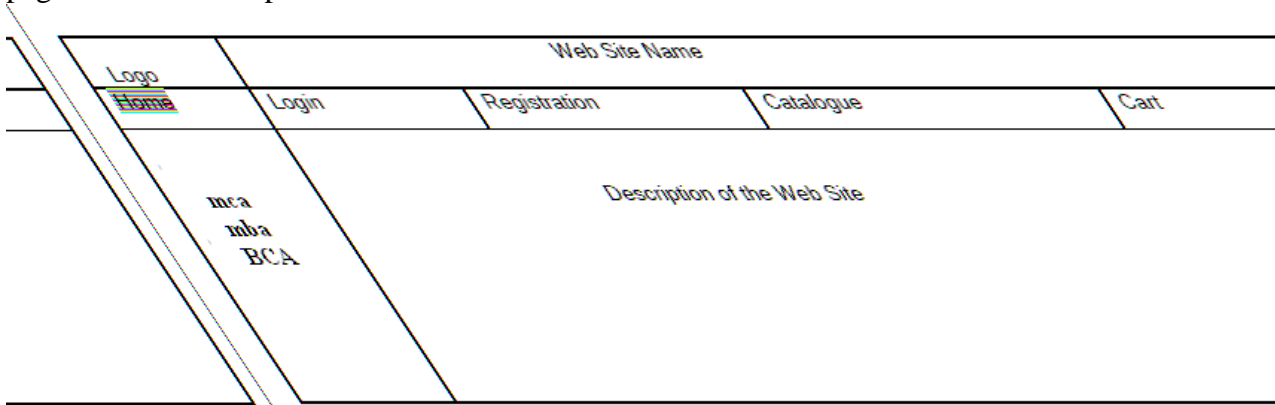 Web Site Name
Logo
Home Login Registration Catalogue Cart
Description of the Web Site
mca
mba
BCA